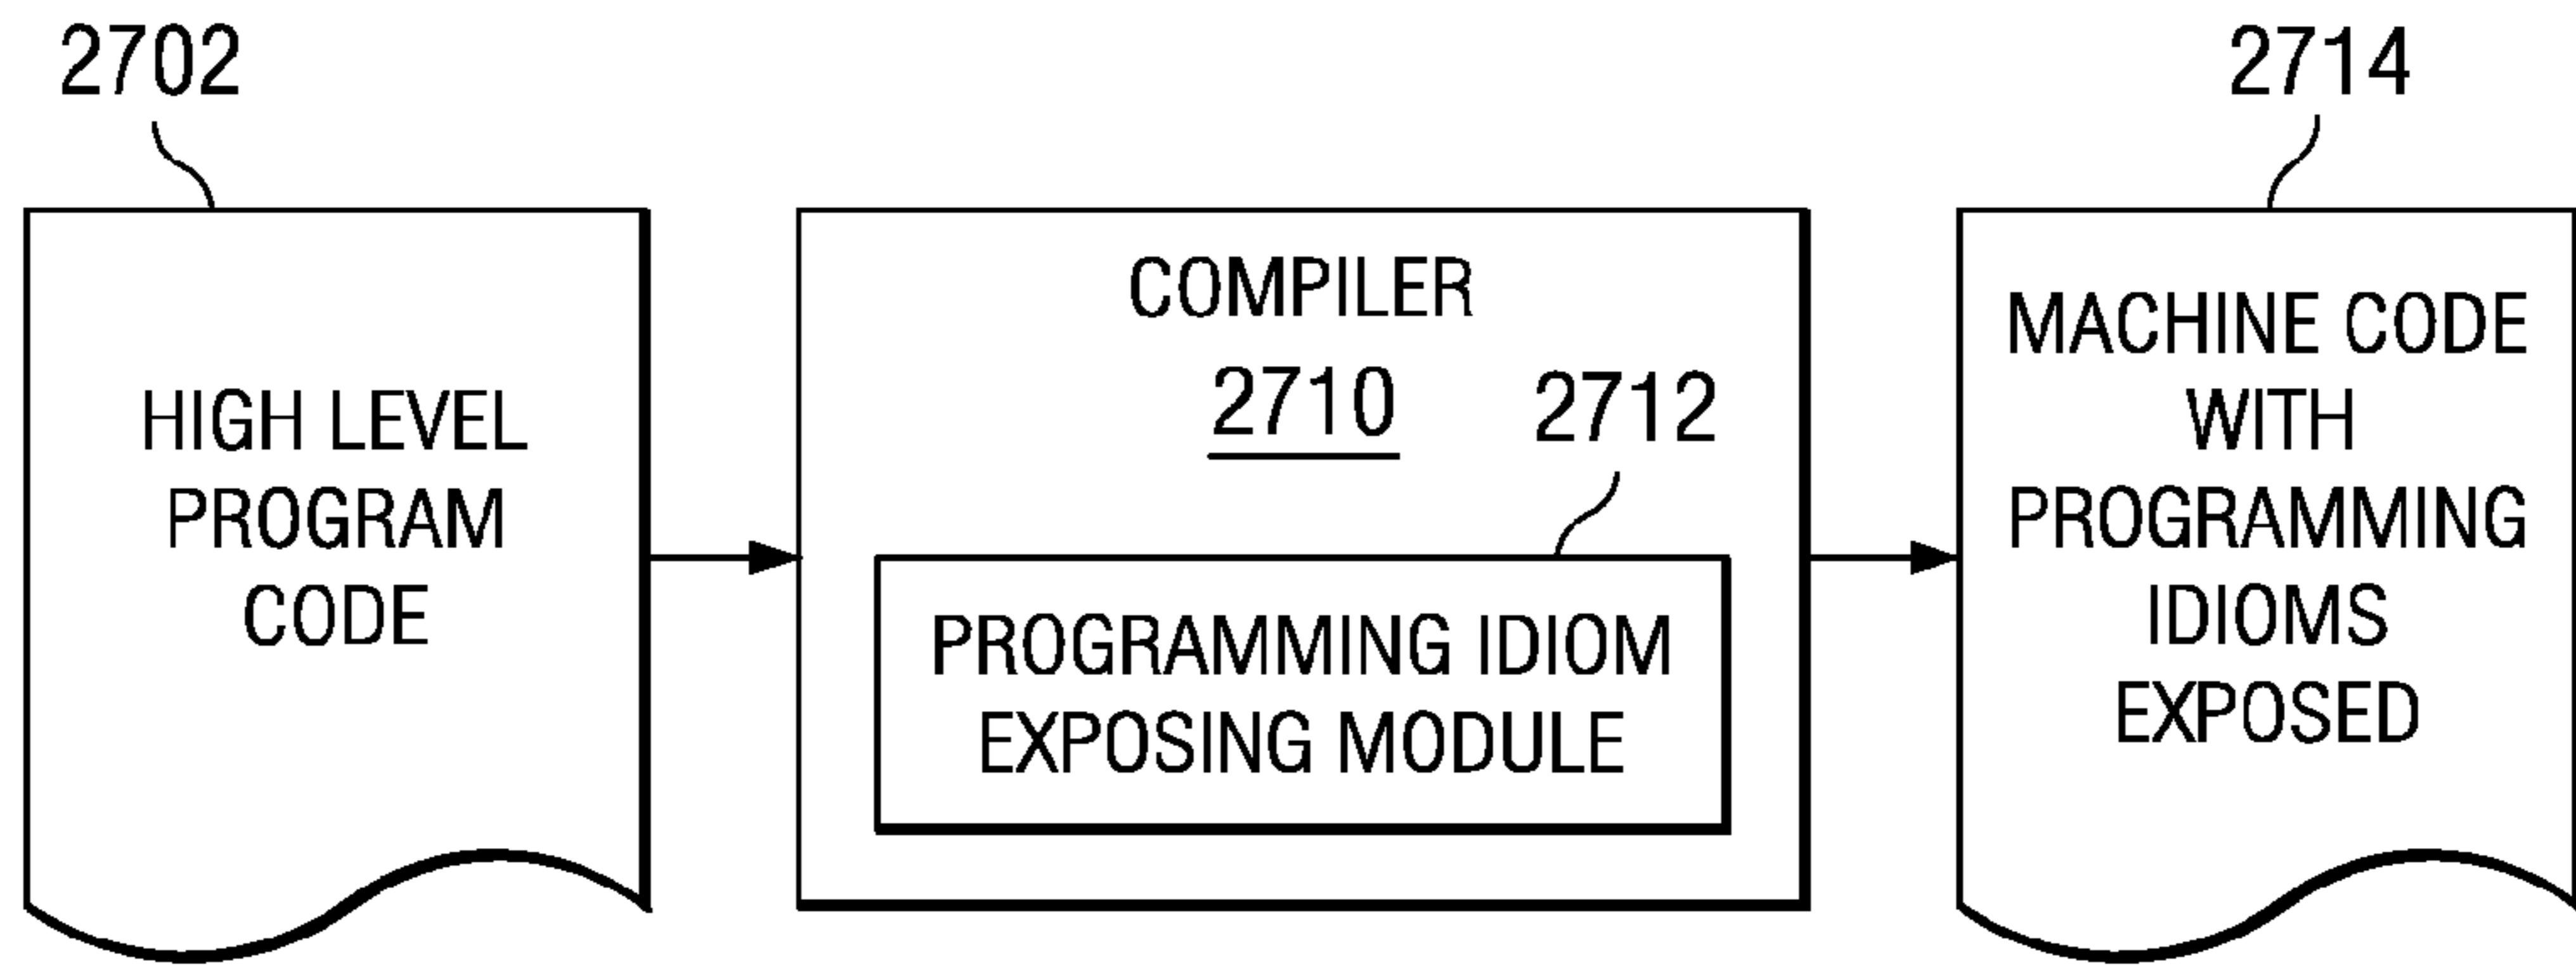 2702
2714
HIGH LEVEL
PROGRAM
CODE
COMPILER
2710
2712
PROGRAMMING IDIOM
EXPOSING MODULE
MACHINE CODE
WITH
PROGRAMMING
IDIOMS
EXPOSED